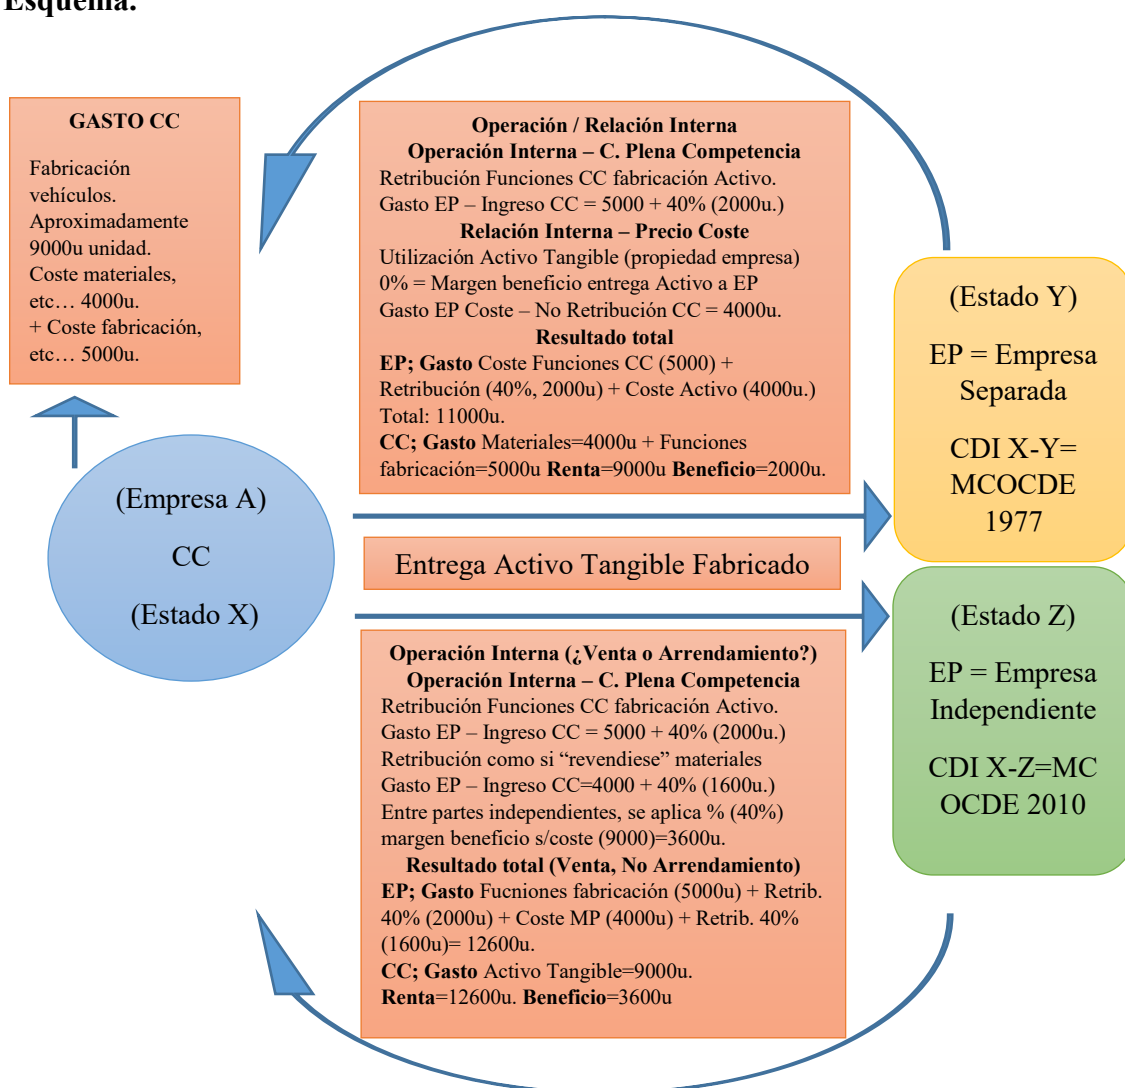 Esquema.
GASTO CC
Fabricación
vehículos.
Aproximadamente
9000u unidad.
Coste materiales,
etc… 4000u.
+ Coste fabricación,
etc… 5000u.
Operación / Relación Interna
Operación Interna – C. Plena Competencia
Retribución Funciones CC fabricación Activo.
Gasto EP – Ingreso CC = 5000 + 40% (2000u.)
Relación Interna – Precio Coste
Utilización Activo Tangible (propiedad empresa)
0% = Margen beneficio entrega Activo a EP
Gasto EP Coste – No Retribución CC = 4000u.
Resultado total
EP; Gasto Coste Funciones CC (5000) +
Retribución (40%, 2000u) + Coste Activo (4000u.)
Total: 11000u.
CC; Gasto Materiales=4000u + Funciones
fabricación=5000u Renta=9000u Beneficio=2000u.
(Estado Y)
EP = Empresa
Separada
CDI X-Y=
MCOCDE
1977
(Empresa A)
CC
(Estado X)
Entrega Activo Tangible Fabricado
(Estado Z)
EP = Empresa
Independiente
CDI X-Z=MC
OCDE 2010
Operación Interna (¿Venta o Arrendamiento?)
Operación Interna – C. Plena Competencia
Retribución Funciones CC fabricación Activo.
Gasto EP – Ingreso CC = 5000 + 40% (2000u.)
Retribución como si “revendiese” materiales
Gasto EP – Ingreso CC=4000 + 40% (1600u.)
Entre partes independientes, se aplica % (40%)
margen beneficio s/coste (9000)=3600u.
Resultado total (Venta, No Arrendamiento)
EP; Gasto Fucniones fabricación (5000u) + Retrib.
40% (2000u) + Coste MP (4000u) + Retrib. 40%
(1600u)= 12600u.
CC; Gasto Activo Tangible=9000u.
Renta=12600u. Beneficio=3600u